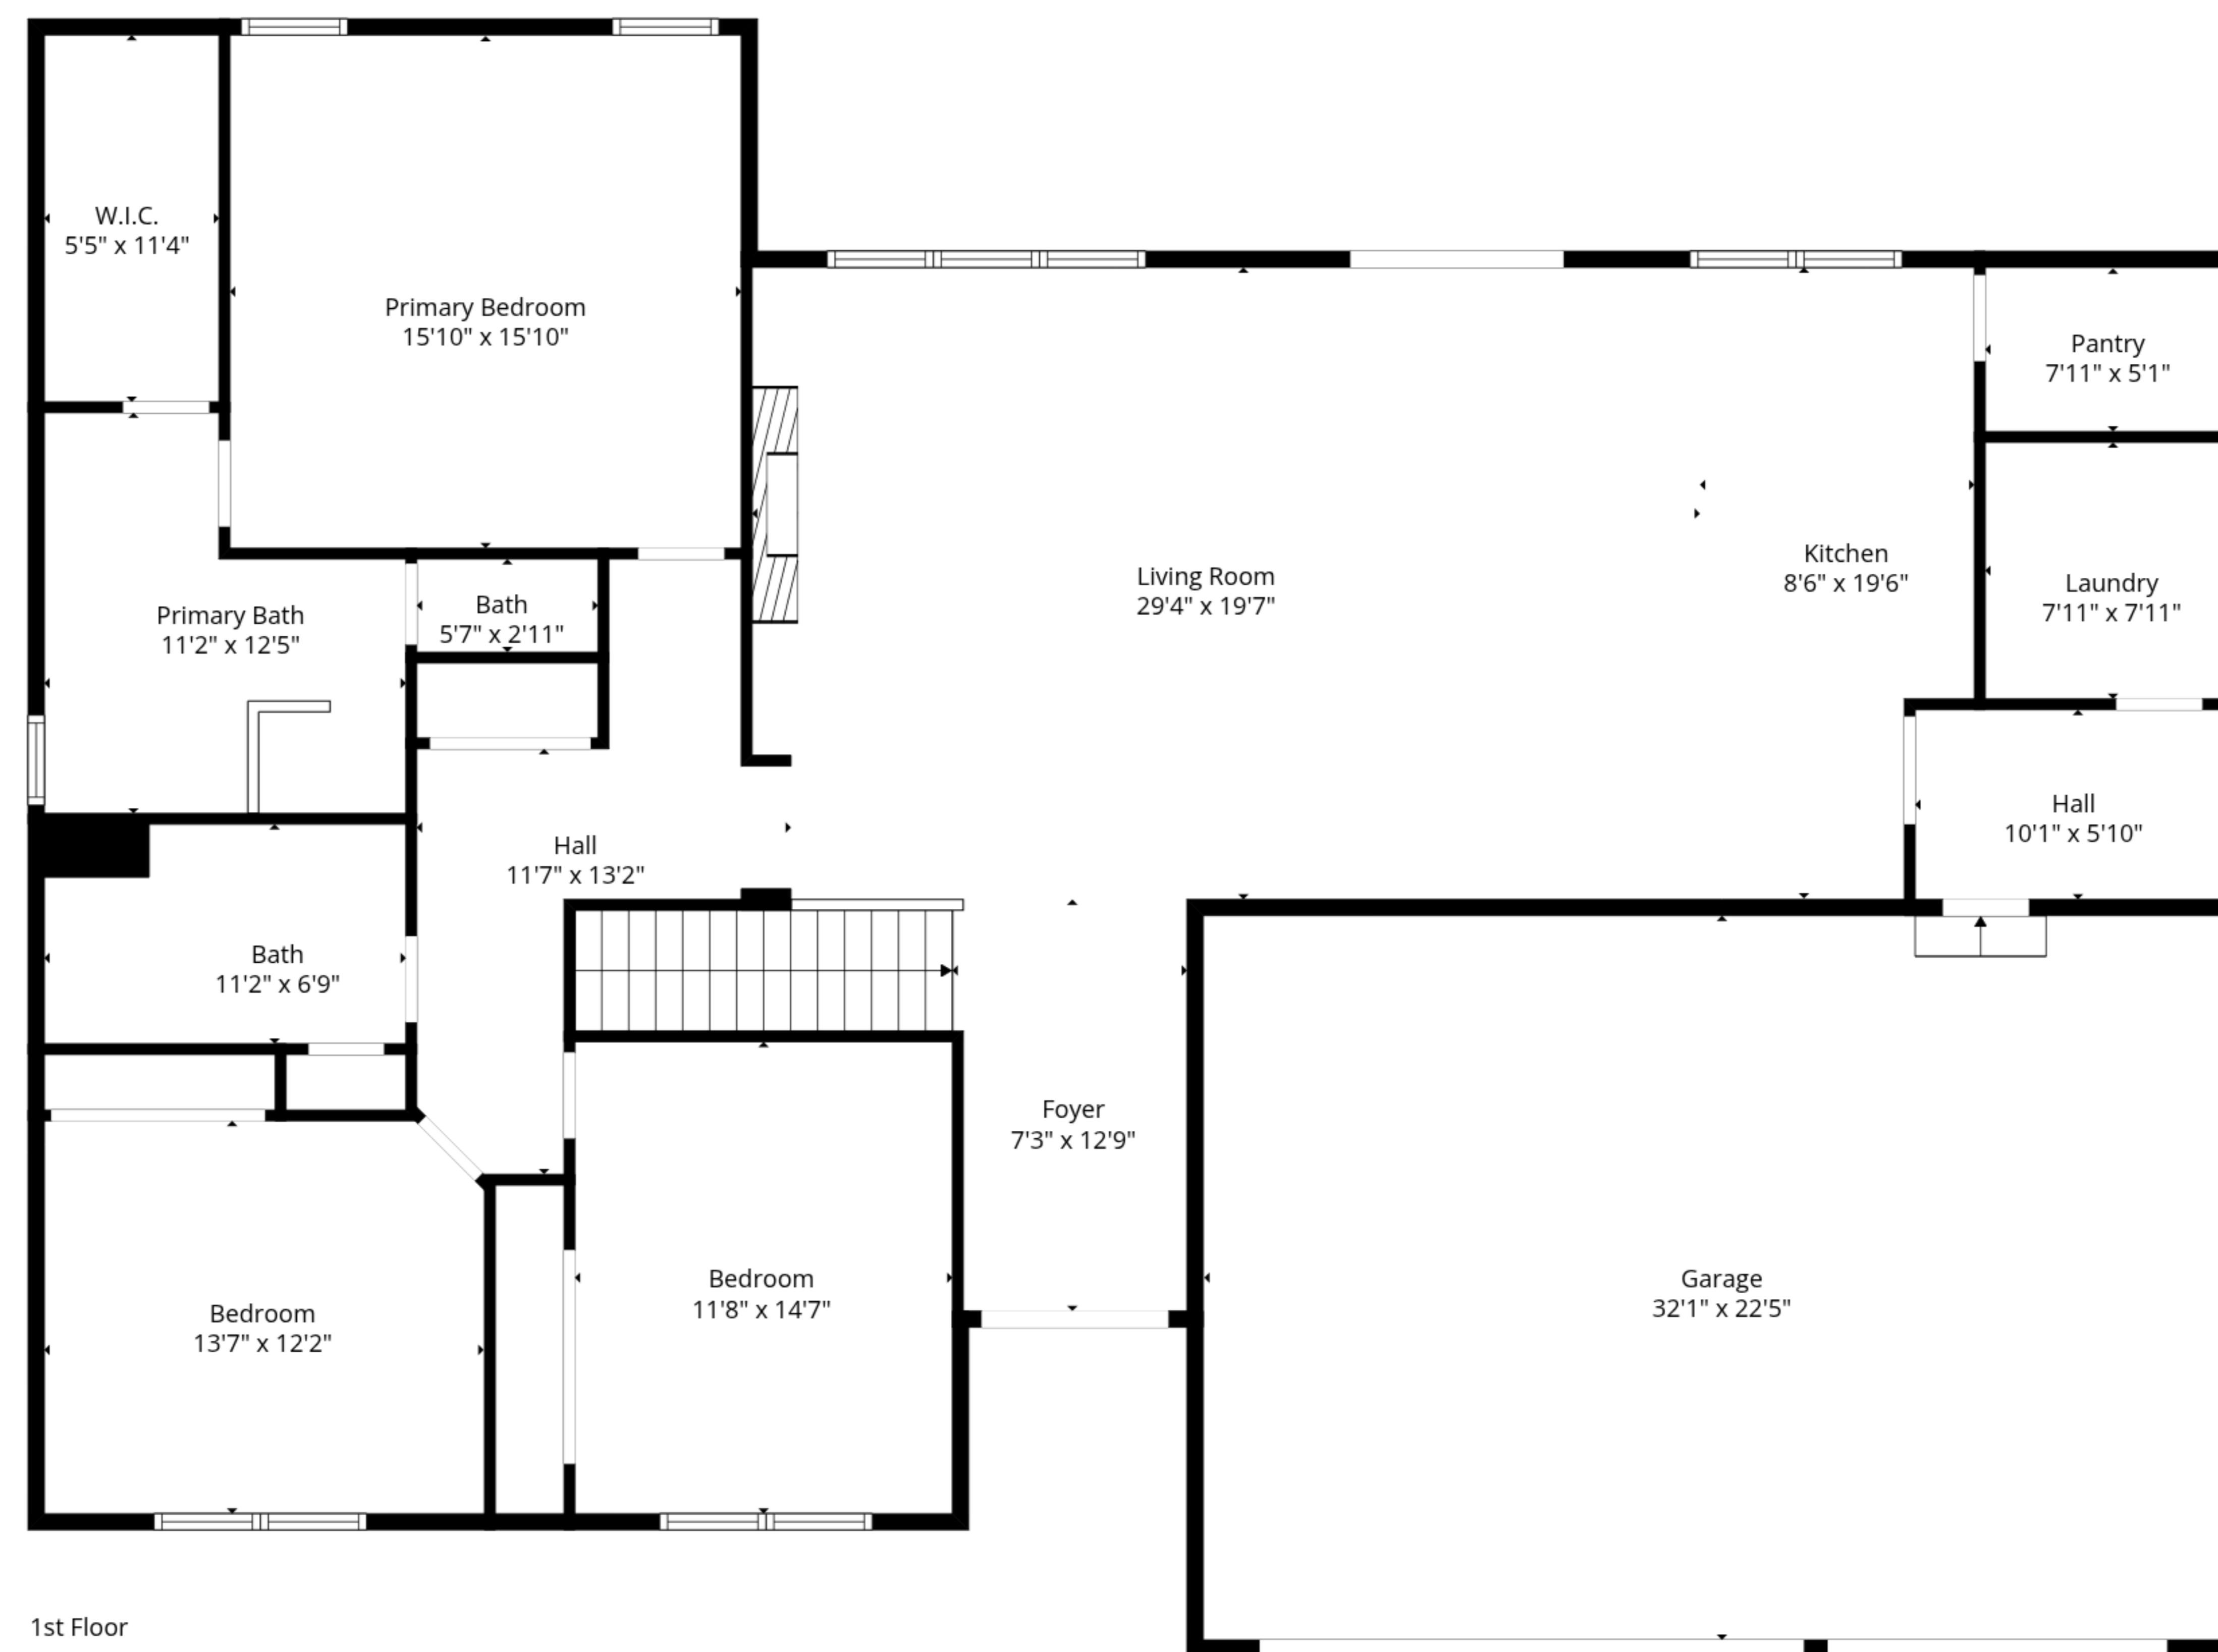 W.I.C.
5'5" x 11'4"
Primary Bedroom
15'10" x 15'10"
Pantry
7'11" x 5'1"
Living Room
29'4" x 19'7"
Kitchen
8'6" x 19'6"
Laundry
7'11" x 7'11"
Primary Bath
11'2" x 12'5"
Bath
5'7" x 2'11"
Hall
11'7" x 13'2"
Hall
10'1" x 5'10"
Bath
11'2" x 6'9"
Foyer
7'3" x 12'9"
Bedroom
13'7" x 12'2"
Bedroom
11'8" x 14'7"
Garage
32'1" x 22'5"
1st Floor